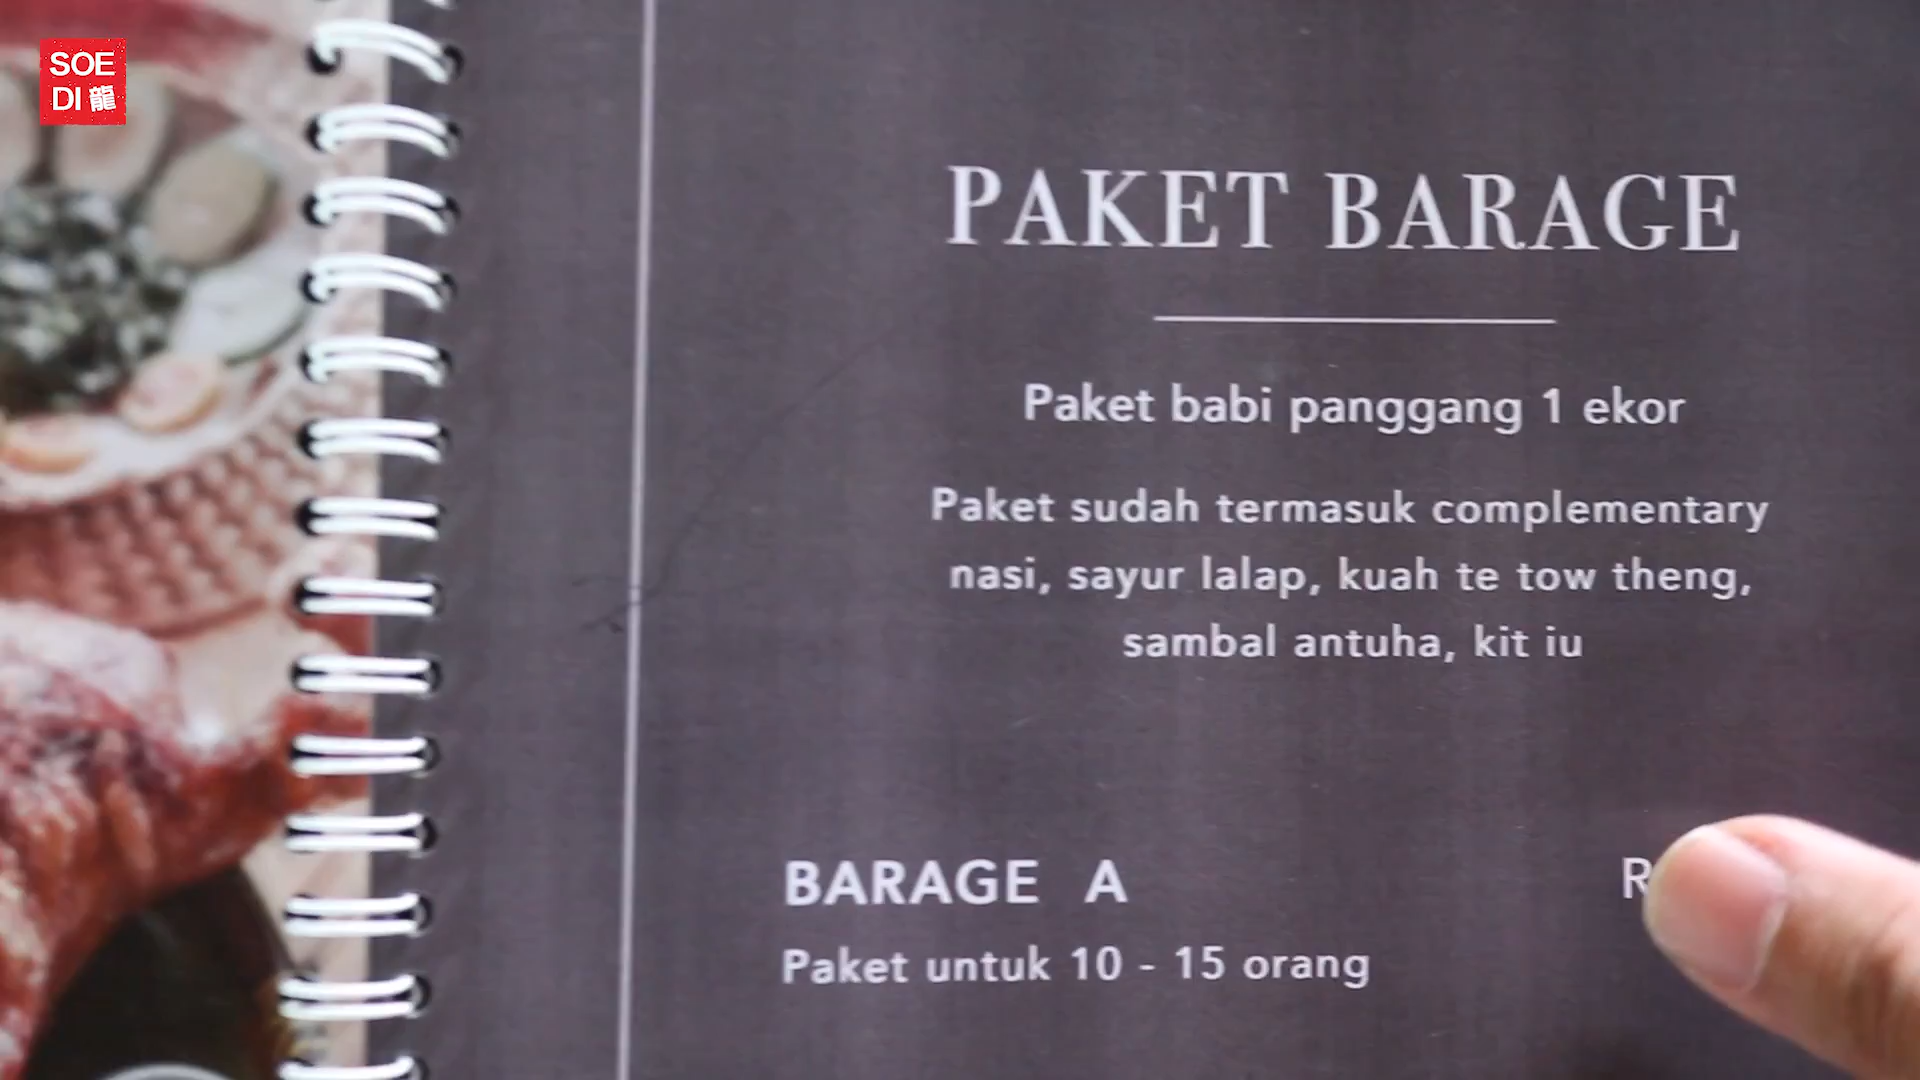 SOE
DI 龍
PAKET BARAGE
Paket babi panggang 1 ekor
Paket sudah termasuk complementary
nasi, sayur lalap, kuah te tow theng,
sambal antuha, kit iu
BARAGE A
Paket untuk 10 - 15 orang